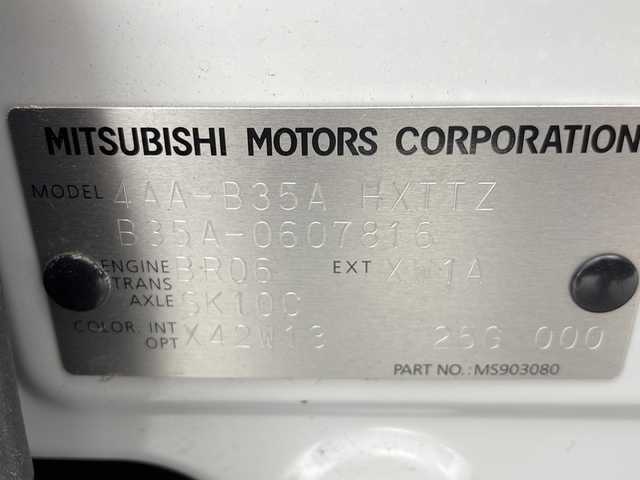 MITSUBISHI MOTORS CORPORATION
MODEL 4AA-B35A HXTTZ
B35A-0607816
ENGINE BR06 EXT
TRANS
AXLE
COLOR. INT X42W13 25G 000
OPT
PART NO.: MS903080